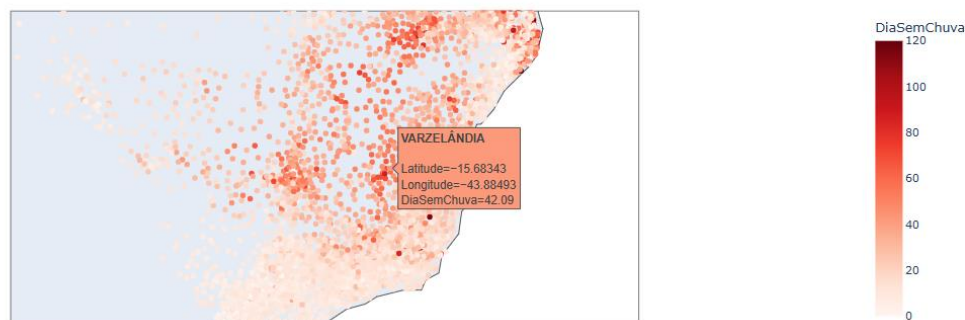 DiaSemChuva
120
100
80
60
40
20
0
VARZELÂNDIA
Latitude=−15.68343
Longitude=−43.88493
DiaSemChuva=42.09